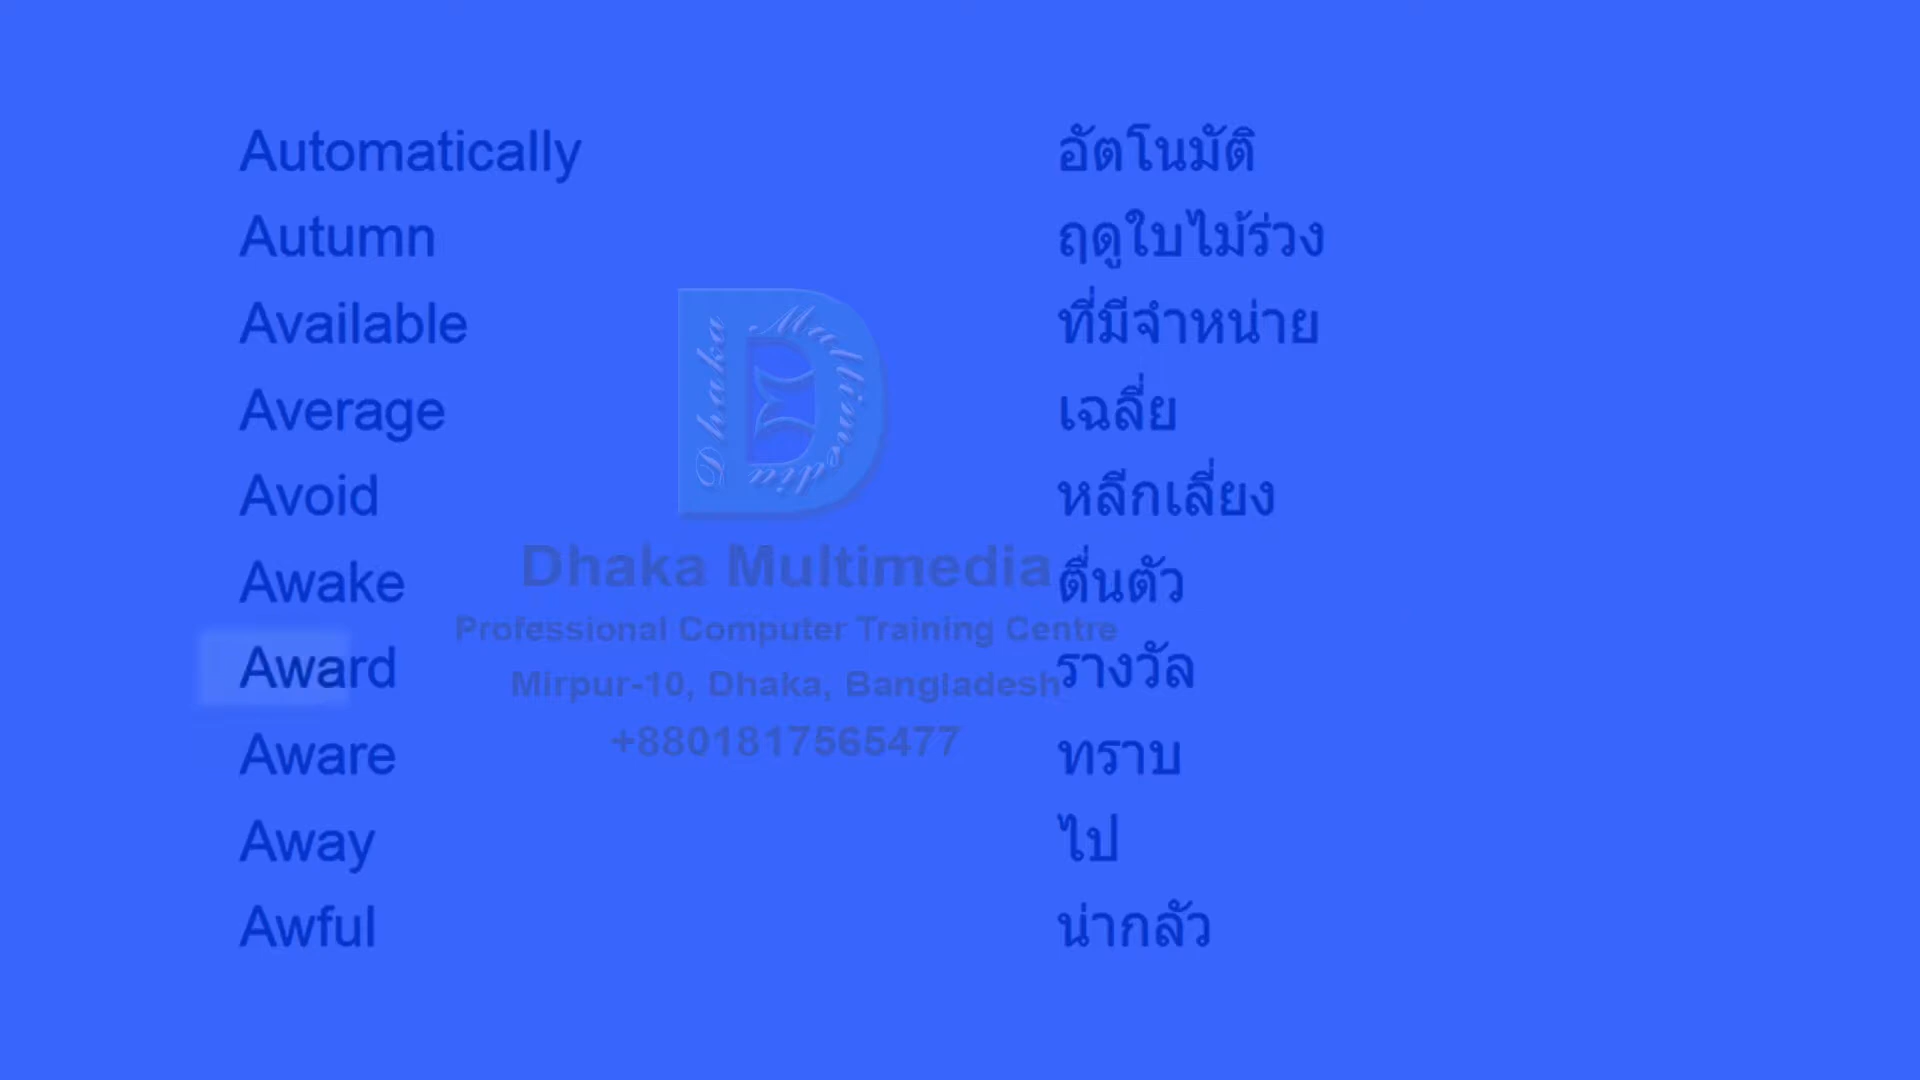 Automatically อัตโนมัติ
Autumn ฤดูใบไม้ร่วง
Available ที่มีจำหน่าย
Average เฉลี่ย
Avoid หลีกเลี่ยง
Awake ตื่นตัว
Award รางวัล
Aware ทราบ
Away ไป
Awful น่ากลัว
Dhaka Multimedia
Dhaka Multimedia
Professional Computer Training Centre
Mirpur-10, Dhaka, Bangladesh
+8801817565477